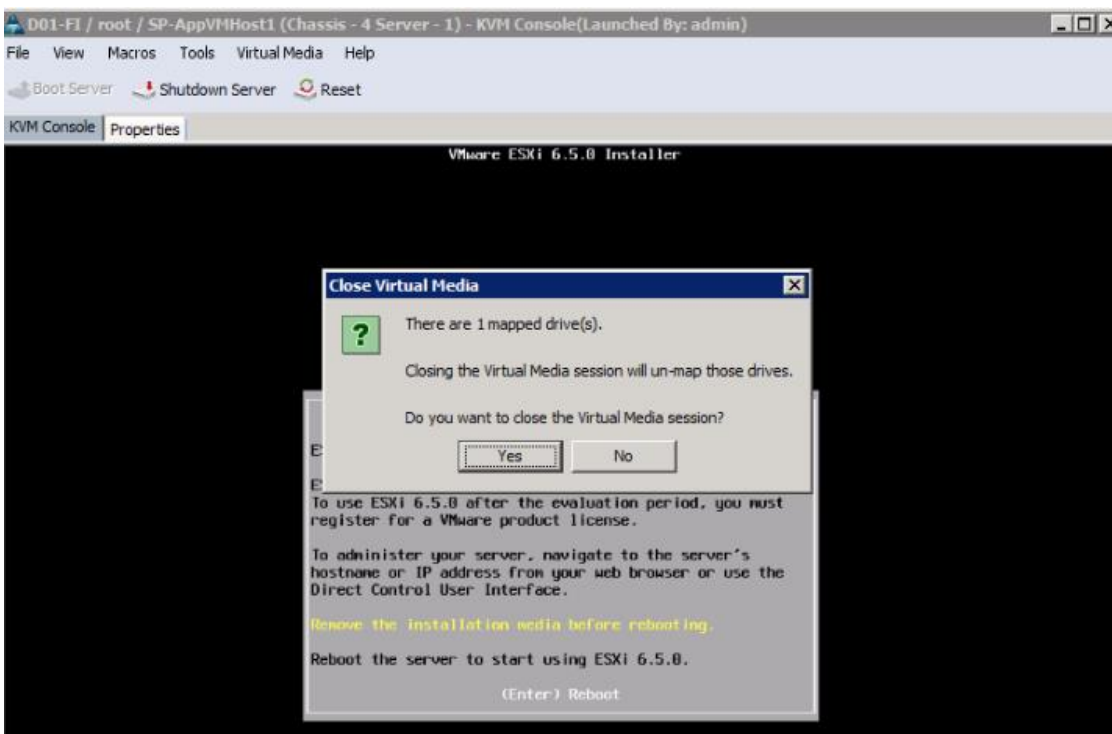 D01-FI / root / SP-AppVMHost1 (Chassis - 4 Server - 1) - KVM Console(Launched By: admin)
File View Macros Tools Virtual Media Help
Boot Server Shutdown Server Reset
KVM Console Properties
VMware ESXi 6.5.0 Installer
Close Virtual Media
There are 1 mapped drive(s).
Closing the Virtual Media session will un-map those drives.
Do you want to close the Virtual Media session?
Yes No
To use ESXi 6.5.0 after the evaluation period, you must
register for a VMware product license.
To administer your server, navigate to the server's
hostname or IP address from your web browser or use the
Direct Control User Interface.
Remove the installation media before rebooting.
Reboot the server to start using ESXi 6.5.0.
(Enter) Reboot